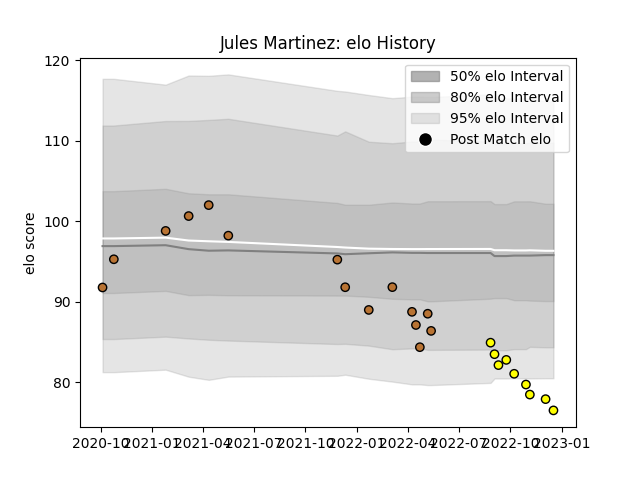 Jules Martinez: elo History
120
110
100
90
80
elo score
50% elo Interval
80% elo Interval
95% elo Interval
Post Match elo
2020-10
2021-01
2021-04
2021-07
2021-10
2022-01
2022-04
2022-07
2022-10
2023-01